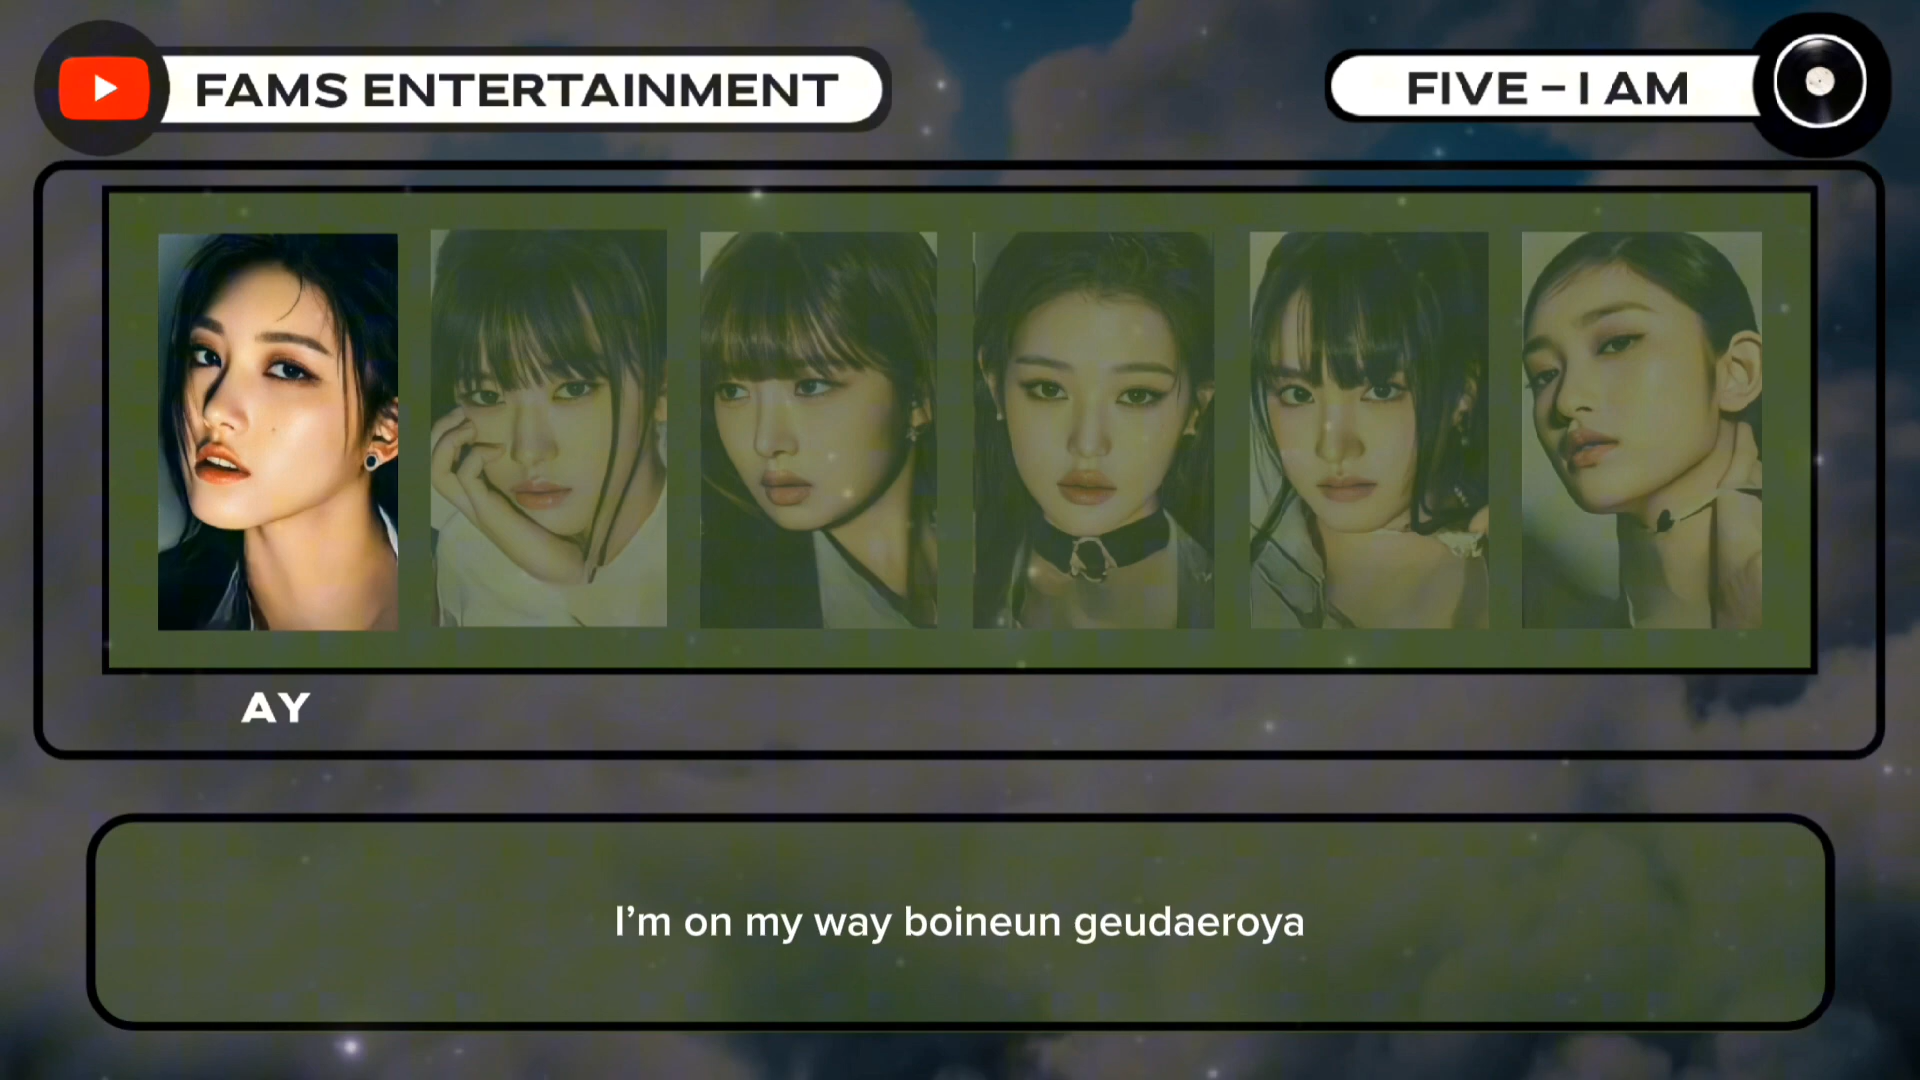 FAMS ENTERTAINMENT
FIVE – I AM
AY
I’m on my way boineun geudaeroya